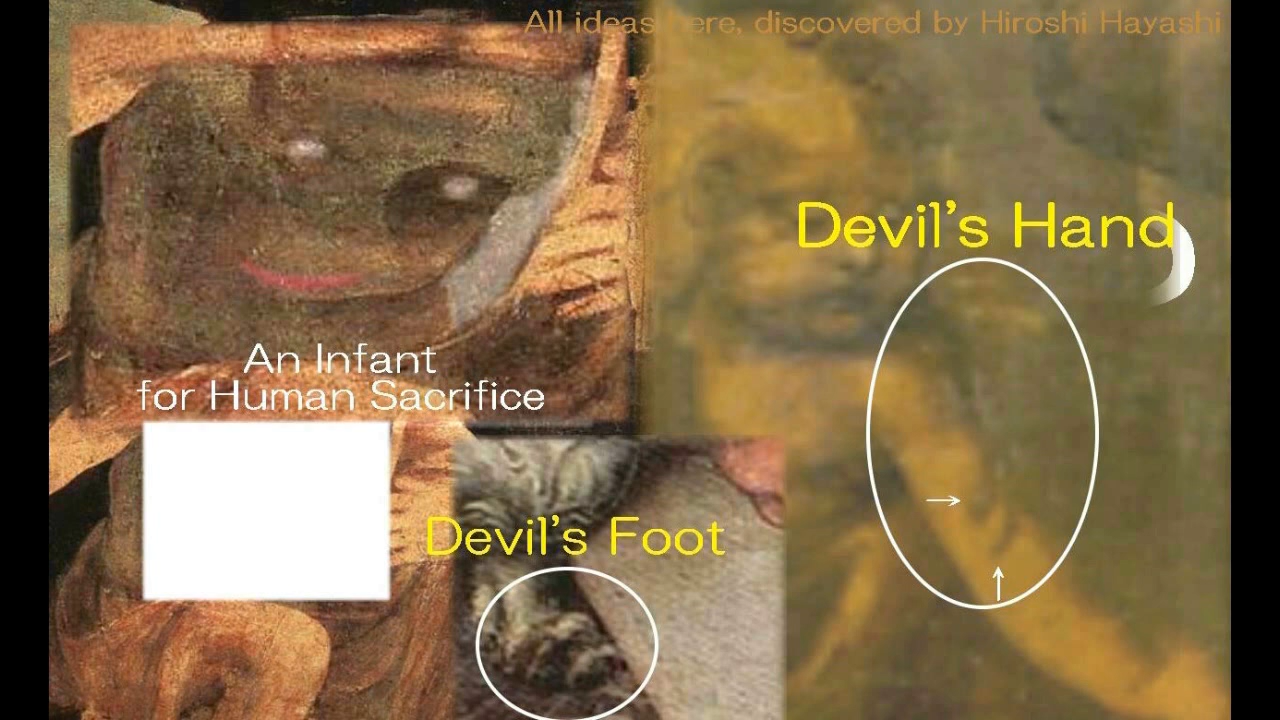 All ideas here, discovered by Hiroshi Hayashi
Devil's Hand
An Infant
for Human Sacrifice
Devil's Foot